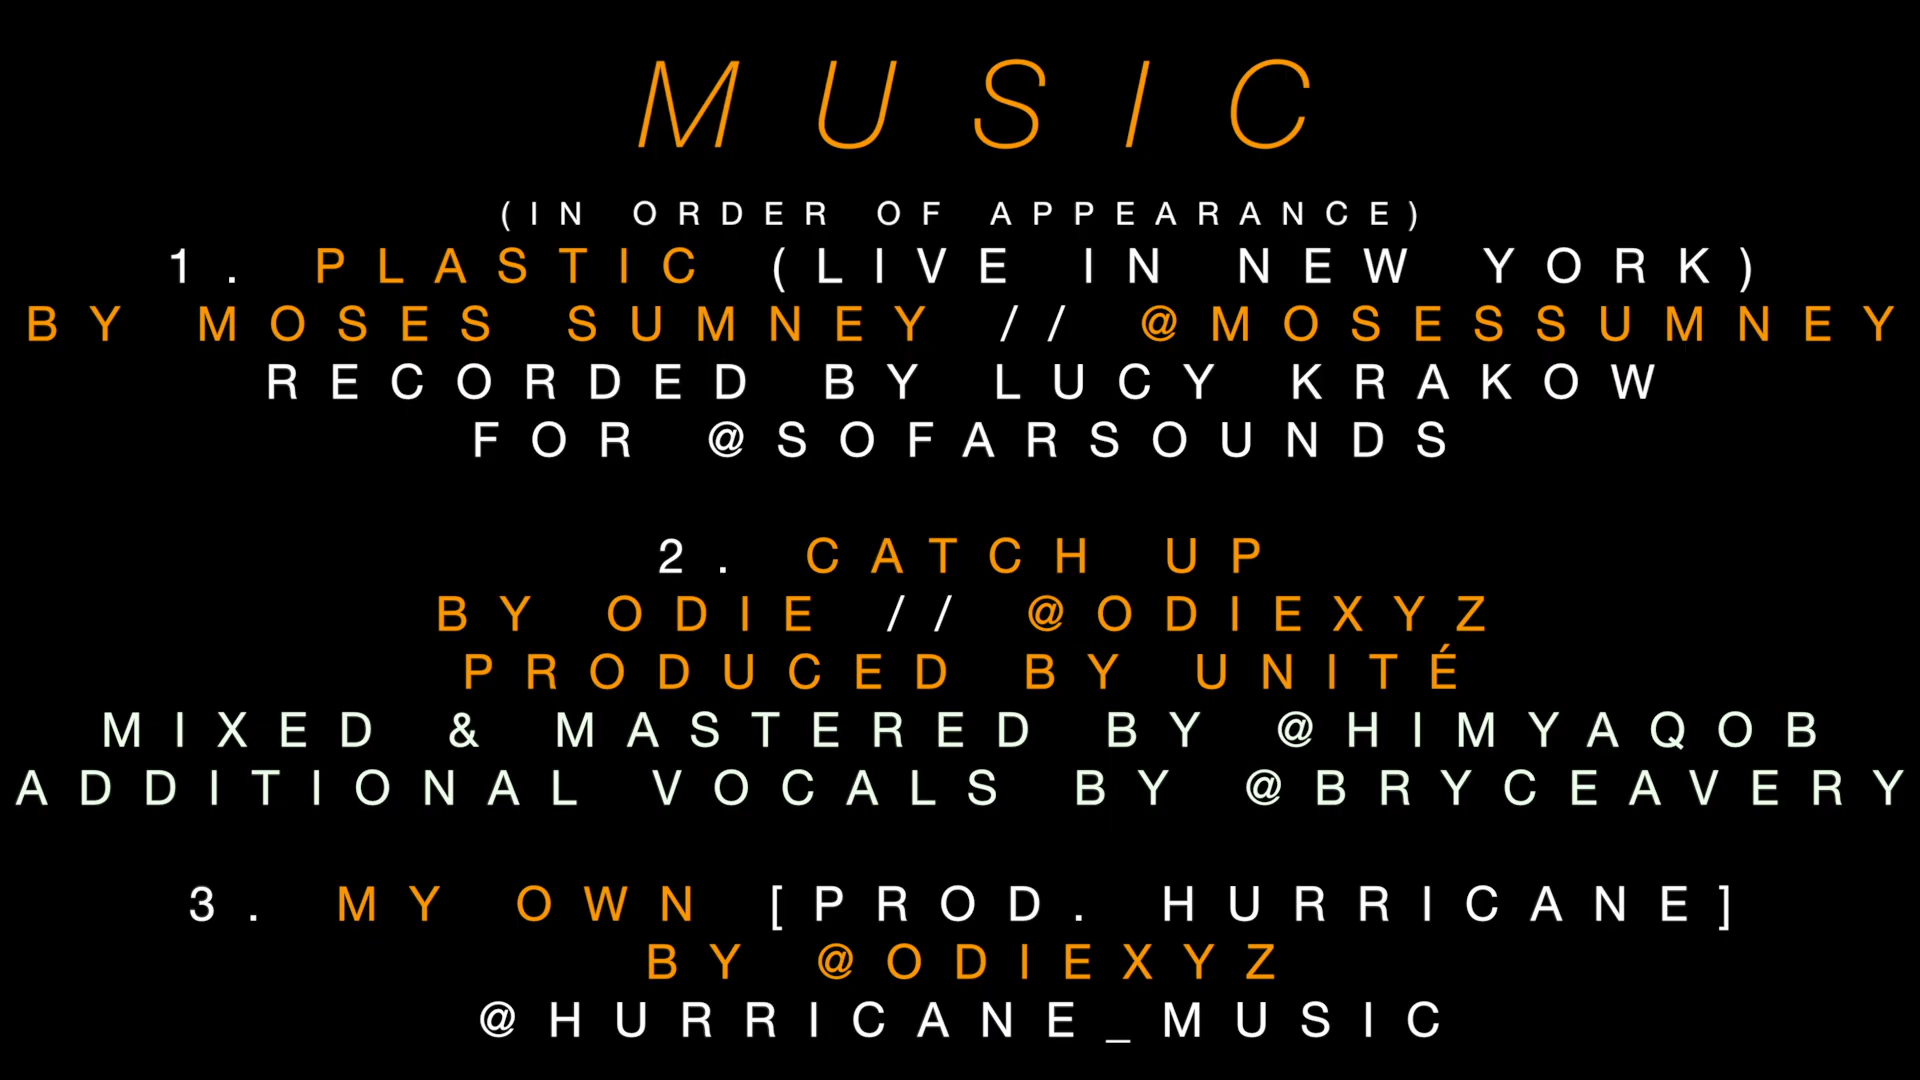 MUSIC
(IN ORDER OF APPEARANCE)
1. PLASTIC (LIVE IN NEW YORK)
BY MOSES SUMNEY // @MOSESSUMNEY
RECORDED BY LUCY KRAKOW
FOR @SOFARSOUNDS
2. CATCH UP
BY ODIE // @ODIEXYZ
PRODUCED BY UNITÉ
MIXED & MASTERED BY @HIMYAQOB
ADDITIONAL VOCALS BY @BRYCEAVERY
3. MY OWN [PROD. HURRICANE]
BY @ODIEXYZ
@HURRICANE_MUSIC